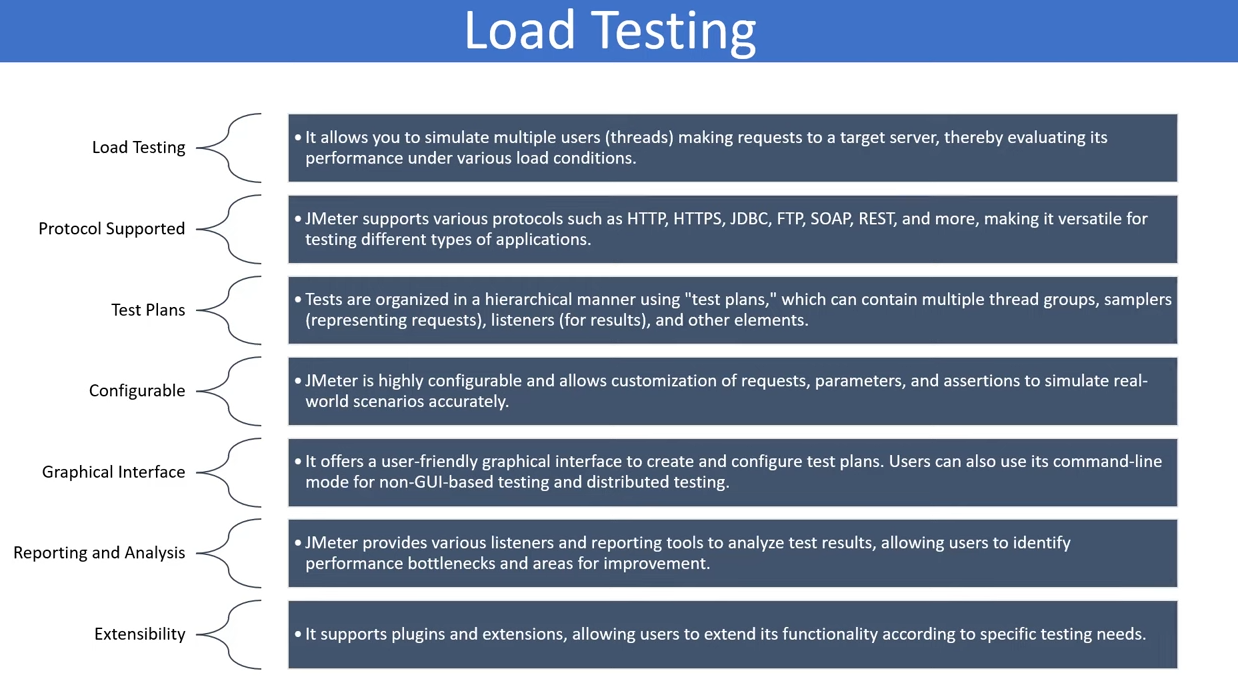 Load Testing
Load Testing
• It allows you to simulate multiple users (threads) making requests to a target server, thereby evaluating its
performance under various load conditions.
Protocol Supported
• JMeter supports various protocols such as HTTP, HTTPS, JDBC, FTP, SOAP, REST, and more, making it versatile for
testing different types of applications.
Test Plans
• Tests are organized in a hierarchical manner using "test plans," which can contain multiple thread groups, samplers
(representing requests), listeners (for results), and other elements.
Configurable
• JMeter is highly configurable and allows customization of requests, parameters, and assertions to simulate real-
world scenarios accurately.
Graphical Interface
• It offers a user-friendly graphical interface to create and configure test plans. Users can also use its command-line
mode for non-GUI-based testing and distributed testing.
Reporting and Analysis
• JMeter provides various listeners and reporting tools to analyze test results, allowing users to identify
performance bottlenecks and areas for improvement.
Extensibility
• It supports plugins and extensions, allowing users to extend its functionality according to specific testing needs.